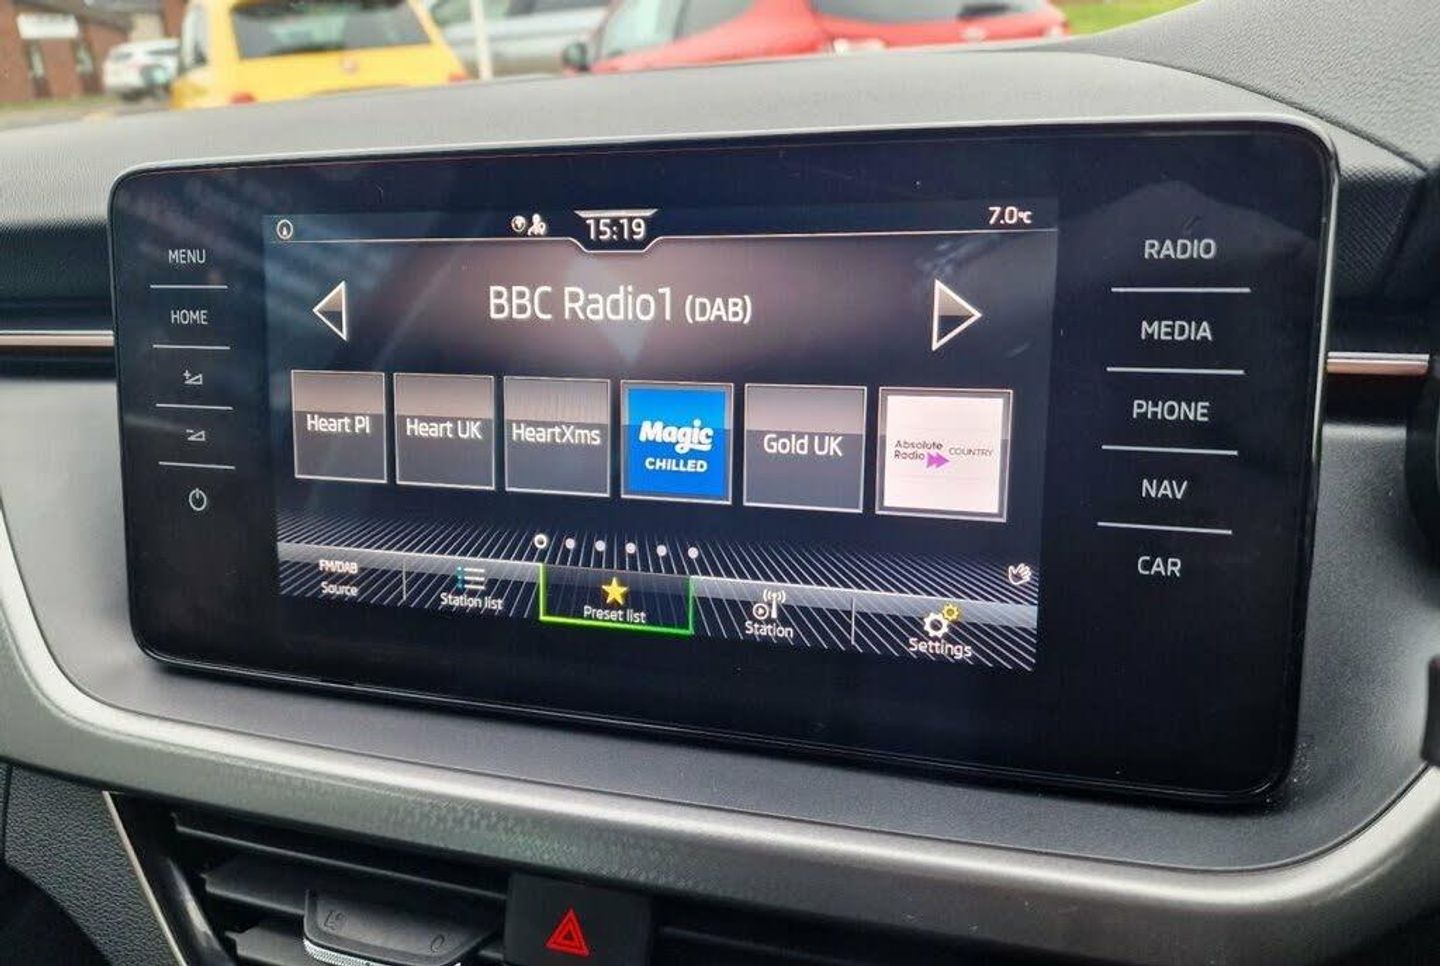 15:19
7.0°C
MENU
HOME
BBC Radio1 (DAB)
RADIO
MEDIA
PHONE
NAV
CAR
Heart PI
Heart UK
HeartXms
Magic
CHILLED
Gold UK
Absolute
Radio
COUNTRY
FM/DAB
Source
Station list
Preset list
Station
Settings